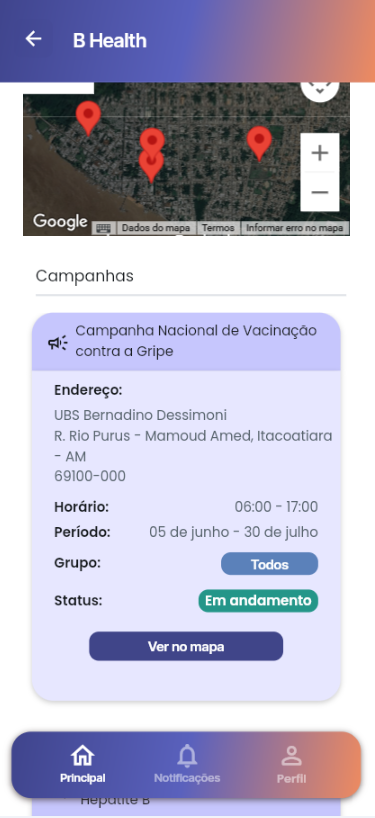 B Health
Google
Dados do mapa
Termos
Informar erro no mapa
Campanhas
Campanha Nacional de Vacinação
contra a Gripe
Endereço:
UBS Bernadino Dessimoni
R. Rio Purus - Mamoud Amed, Itacoatiara
- AM
69100-000
Horário: 06:00 - 17:00
Período: 05 de junho - 30 de julho
Grupo: Todos
Status: Em andamento
Ver no mapa
Principal
Notificações
Perfil
Hepatite B